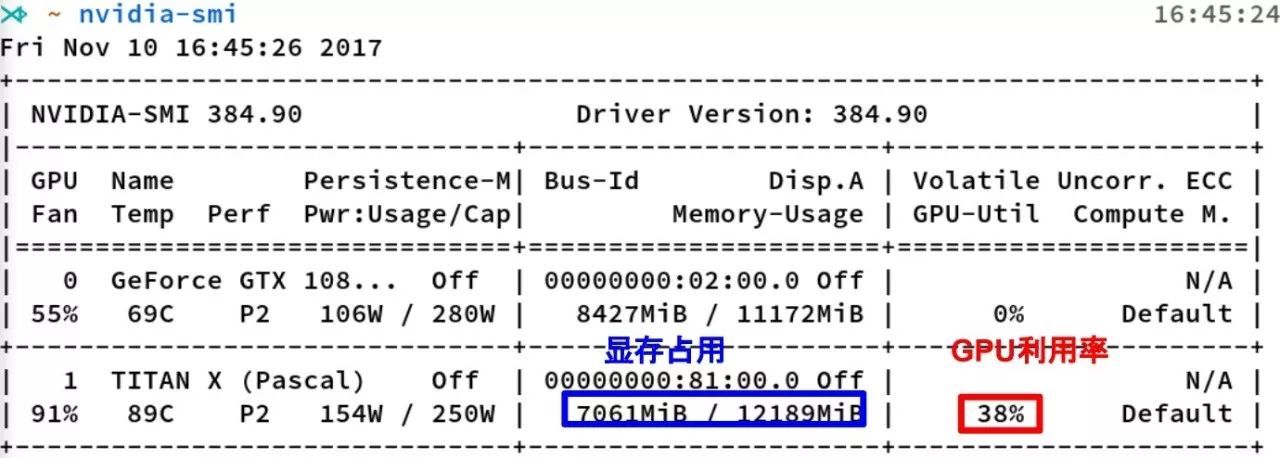 ~ nvidia-smi 16:45:24
Fri Nov 10 16:45:26 2017
+-----------------------------------------------------------------------------+
| NVIDIA-SMI 384.90                 Driver Version: 384.90                    |
|-------------------------------+----------------------+----------------------+
| GPU  Name        Persistence-M| Bus-Id        Disp.A | Volatile Uncorr. ECC |
| Fan  Temp  Perf  Pwr:Usage/Cap|         Memory-Usage | GPU-Util  Compute M. |
|===============================+======================+======================|
|   0  GeForce GTX 108...  Off  | 00000000:02:00.0 Off |                  N/A |
| 55%   69C    P2   106W / 280W |   8427MiB / 11172MiB |      0%      Default |
+-------------------------------+----------------------+----------------------+
显存占用 GPU利用率
|   1  TITAN X (Pascal)    Off  | 00000000:81:00.0 Off |                  N/A |
| 91%   89C    P2   154W / 250W |   7061MiB / 12189MiB |     38%      Default |
+-------------------------------+----------------------+----------------------+